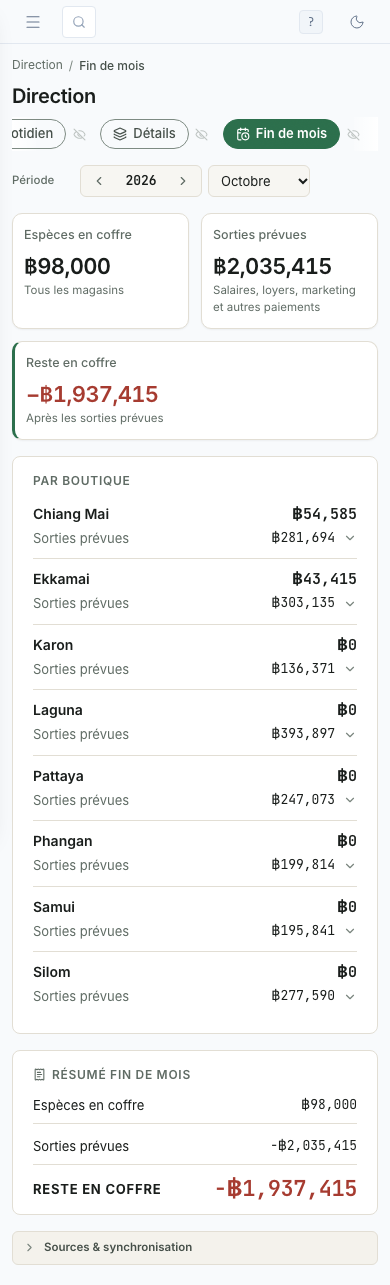 ?
Direction / Fin de mois
Direction
otidien Détails Fin de mois
Période 2026 Octobre
Espèces en coffre
฿98,000
Tous les magasins
Sorties prévues
฿2,035,415
Salaires, loyers, marketing
et autres paiements
Reste en coffre
−฿1,937,415
Après les sorties prévues
PAR BOUTIQUE
Chiang Mai ฿54,585
Sorties prévues ฿281,694
Ekkamai ฿43,415
Sorties prévues ฿303,135
Karon ฿0
Sorties prévues ฿136,371
Laguna ฿0
Sorties prévues ฿393,897
Pattaya ฿0
Sorties prévues ฿247,073
Phangan ฿0
Sorties prévues ฿199,814
Samui ฿0
Sorties prévues ฿195,841
Silom ฿0
Sorties prévues ฿277,590
RÉSUMÉ FIN DE MOIS
Espèces en coffre ฿98,000
Sorties prévues -฿2,035,415
RESTE EN COFFRE -฿1,937,415
Sources & synchronisation